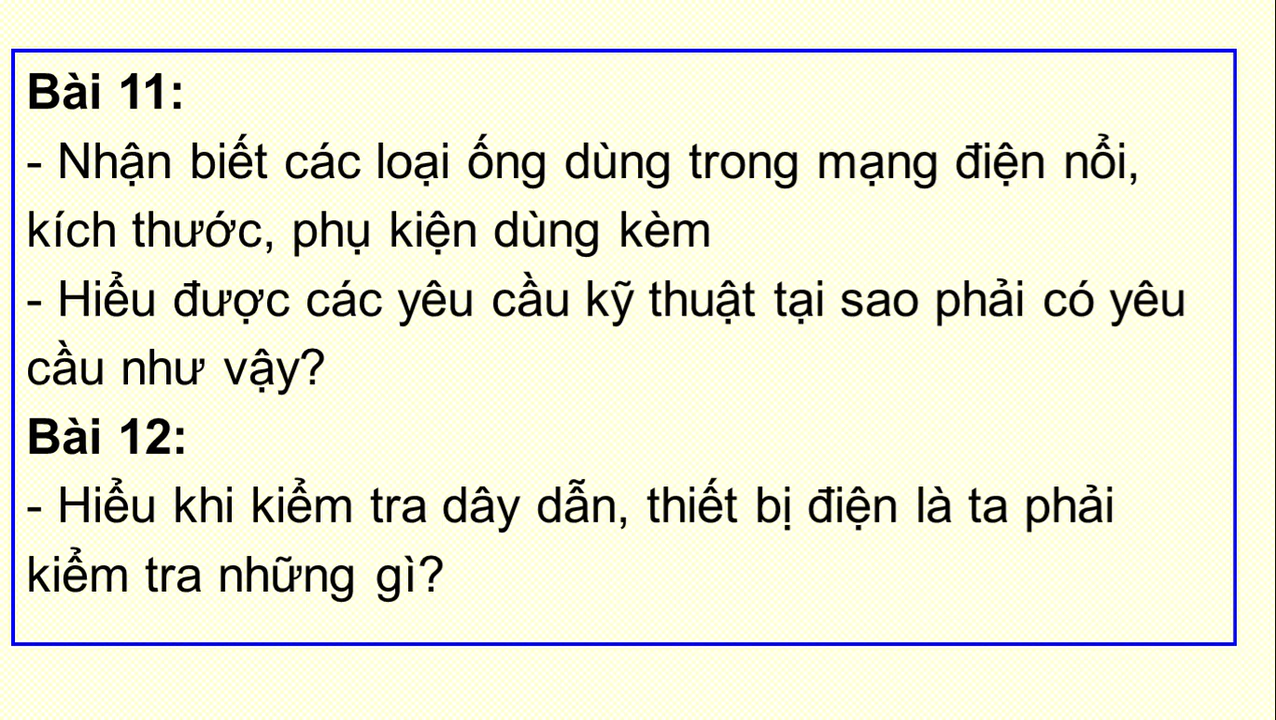 Bài 11:
- Nhận biết các loại ống dùng trong mạng điện nổi,
kích thước, phụ kiện dùng kèm
- Hiểu được các yêu cầu kỹ thuật tại sao phải có yêu
cầu như vậy?
Bài 12:
- Hiểu khi kiểm tra dây dẫn, thiết bị điện là ta phải
kiểm tra những gì?